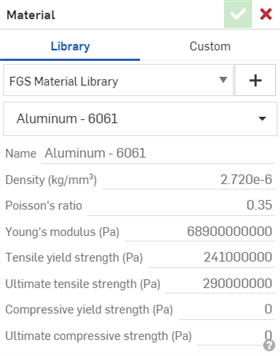 Material
Library Custom
FGS Material Library
Aluminum - 6061
Name Aluminum - 6061
Density (kg/mm³) 2.720e-6
Poisson's ratio 0.35
Young's modulus (Pa) 68900000000
Tensile yield strength (Pa) 241000000
Ultimate tensile strength (Pa) 290000000
Compressive yield strength (Pa) 0
Ultimate compressive strength (Pa) 0